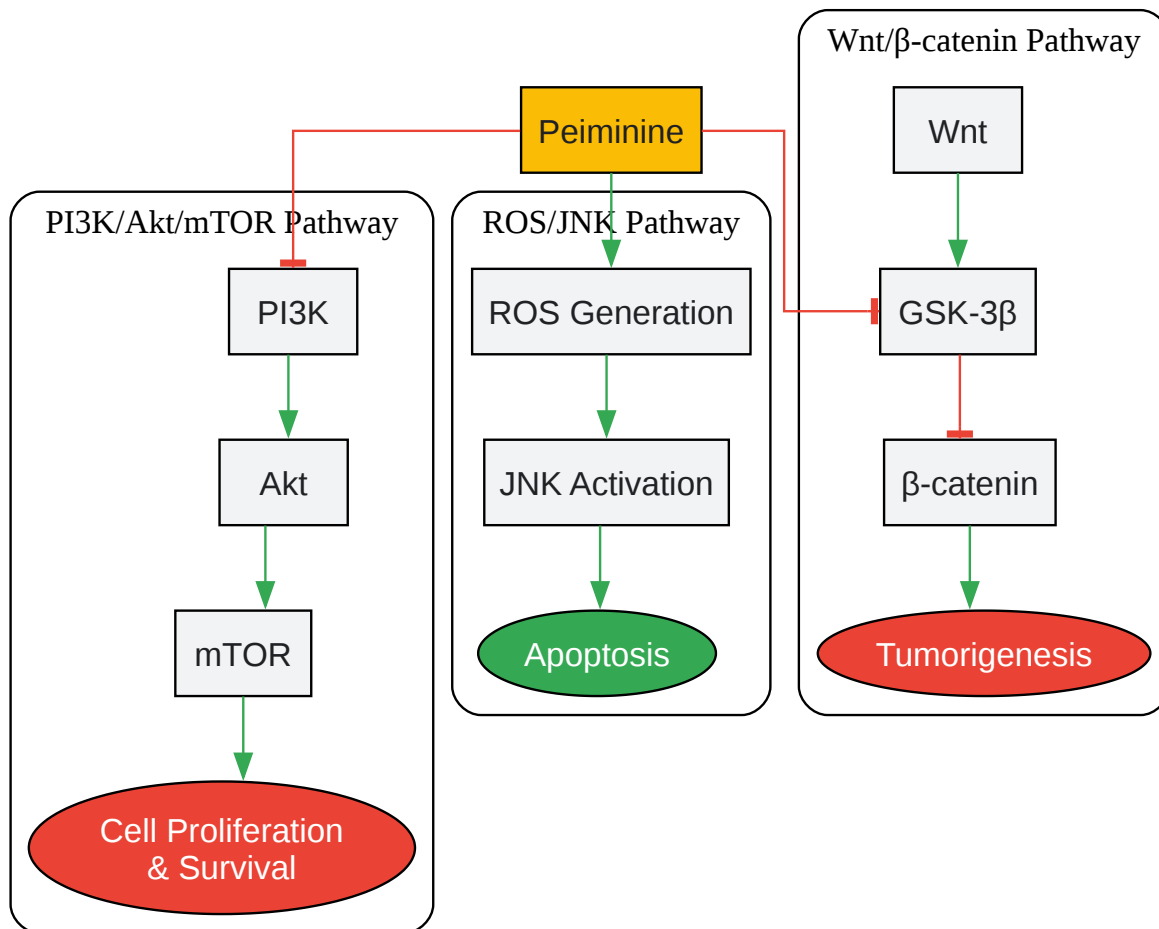 Wnt/β-catenin Pathway
Peiminine
Wnt
PI3K/Akt/mTOR Pathway
ROS/JNK Pathway
PI3K
ROS Generation
GSK-3β
Akt
JNK Activation
β-catenin
mTOR
Apoptosis
Tumorigenesis
Cell Proliferation
& Survival